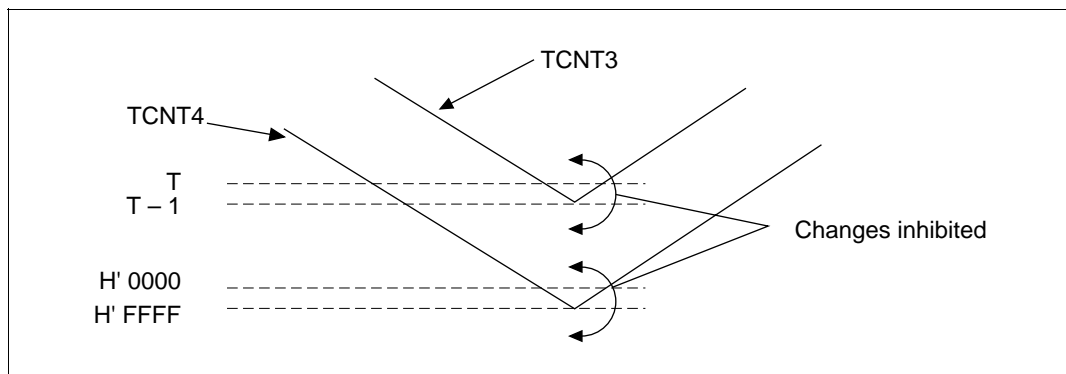 TCNT3
TCNT4
T
T – 1
Changes inhibited
H' 0000
H' FFFF